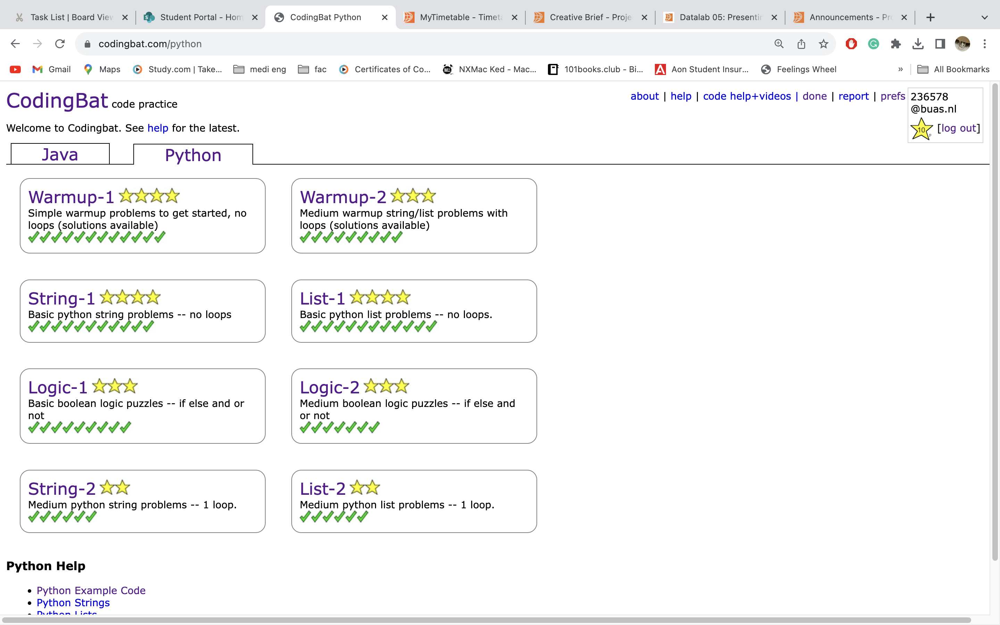 Task List | Board View
Student Portal - Hom
CodingBat Python
MyTimetable - Timeta
Creative Brief - Proje
Datalab 05: Presentin
Announcements - Pro
codingbat.com/python
Gmail
Maps
Study.com | Take...
medi eng
fac
Certificates of Co...
NXMac Ked - Mac...
101books.club - Bi...
Aon Student Insur...
Feelings Wheel
»
All Bookmarks
CodingBat code practice
about | help | code help+videos | done | report | prefs
236578
@buas.nl
10 p [log out]
Welcome to Codingbat. See help for the latest.
Java
Python
Warmup-1
Simple warmup problems to get started, no
loops (solutions available)
Warmup-2
Medium warmup string/list problems with
loops (solutions available)
String-1
Basic python string problems -- no loops
List-1
Basic python list problems -- no loops.
Logic-1
Basic boolean logic puzzles -- if else and or
not
Logic-2
Medium boolean logic puzzles -- if else and
or not
String-2
Medium python string problems -- 1 loop.
List-2
Medium python list problems -- 1 loop.
Python Help
• Python Example Code
• Python Strings
• Python Lists